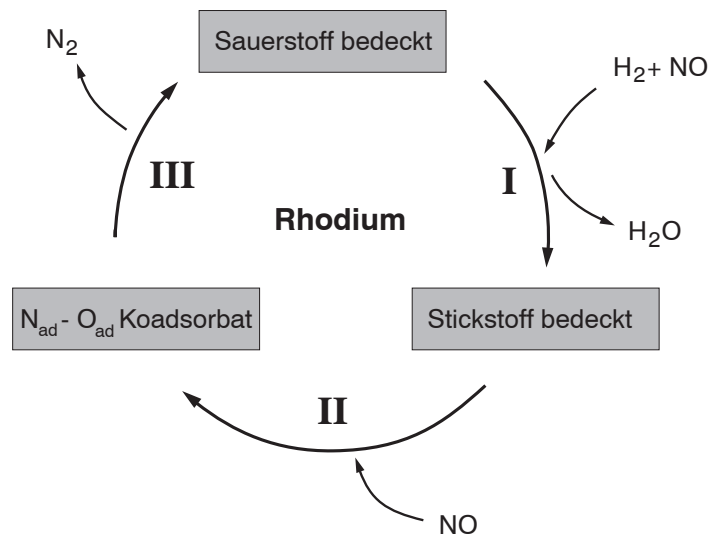 Sauerstoff bedeckt
N2
H2+ NO
III
I
Rhodium
H2O
Nad - Oad Koadsorbat
Stickstoff bedeckt
II
NO